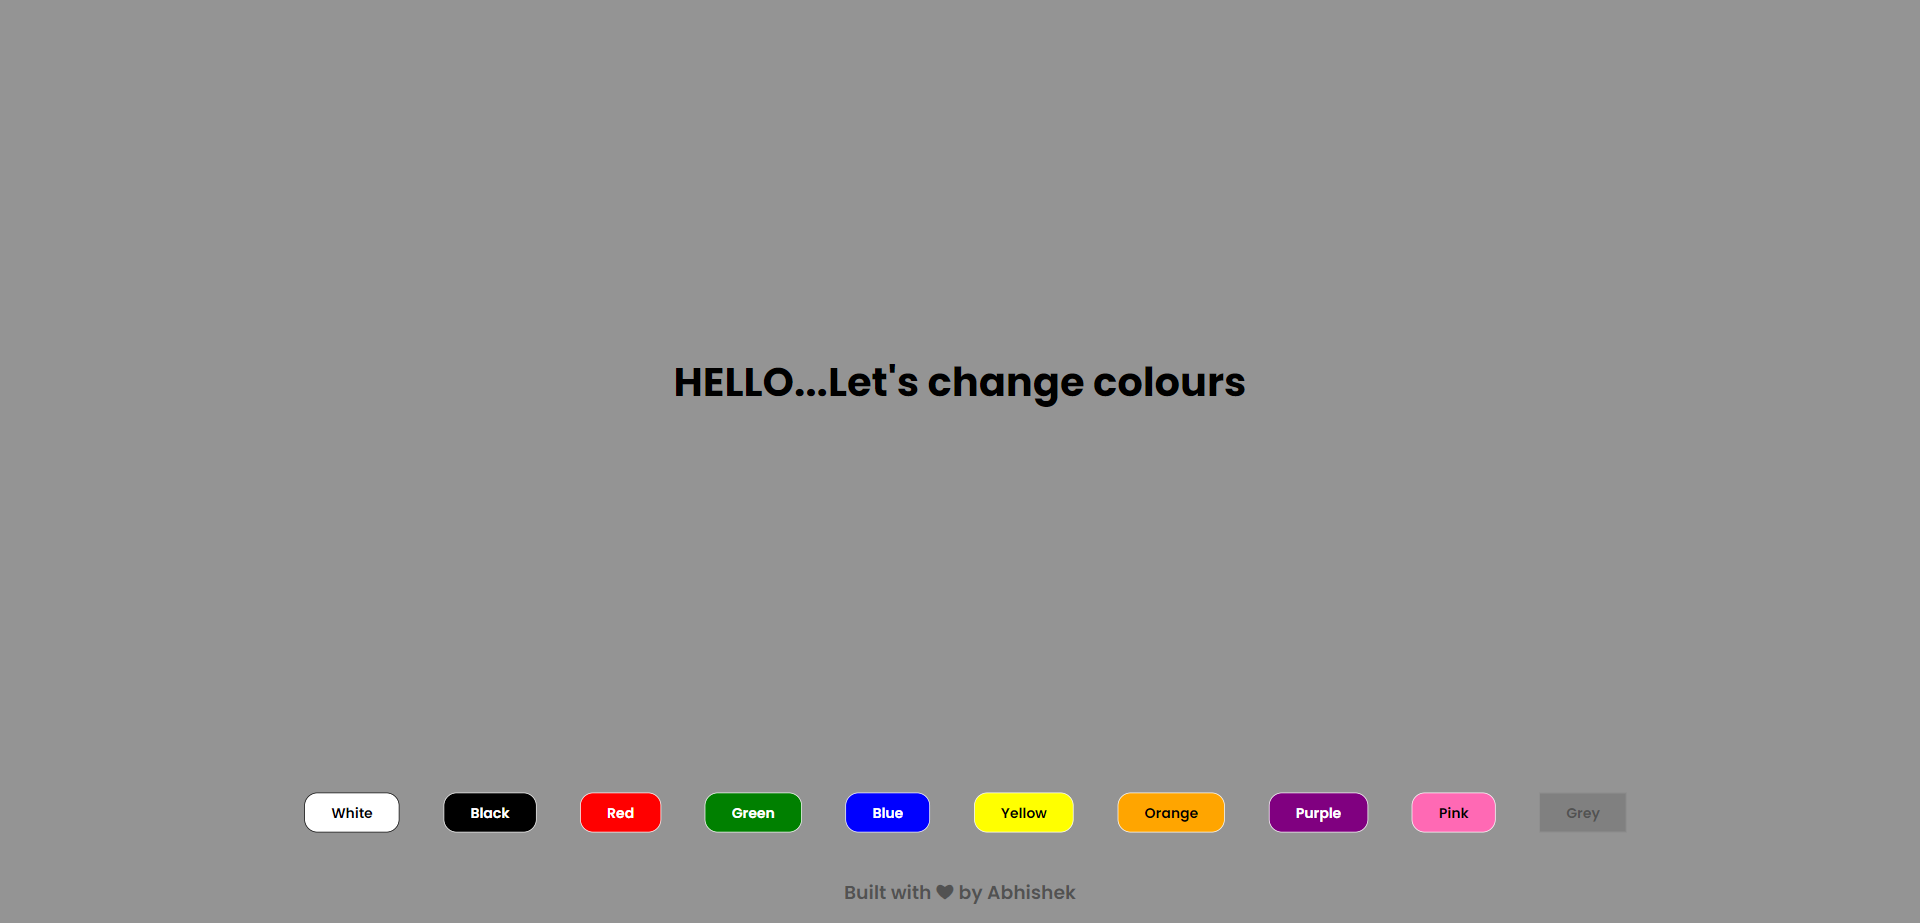 HELLO...Let's change colours
White Black Red Green Blue Yellow Orange Purple Pink Grey
Built with ♥ by Abhishek